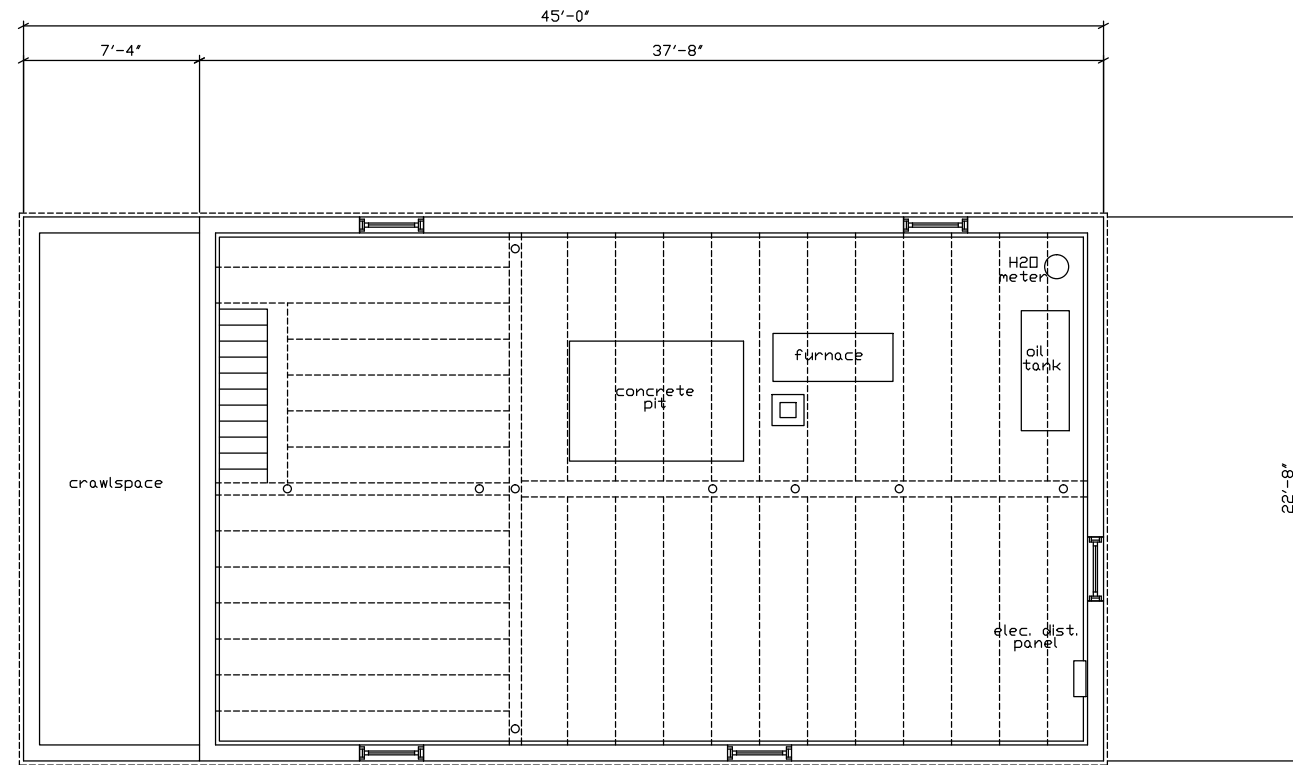 45'-0"
7'-4"
37'-8"
H2O
meter
furnace
oil
tank
concrete
pit
crawlspace
22'-8"
elec. dist.
panel